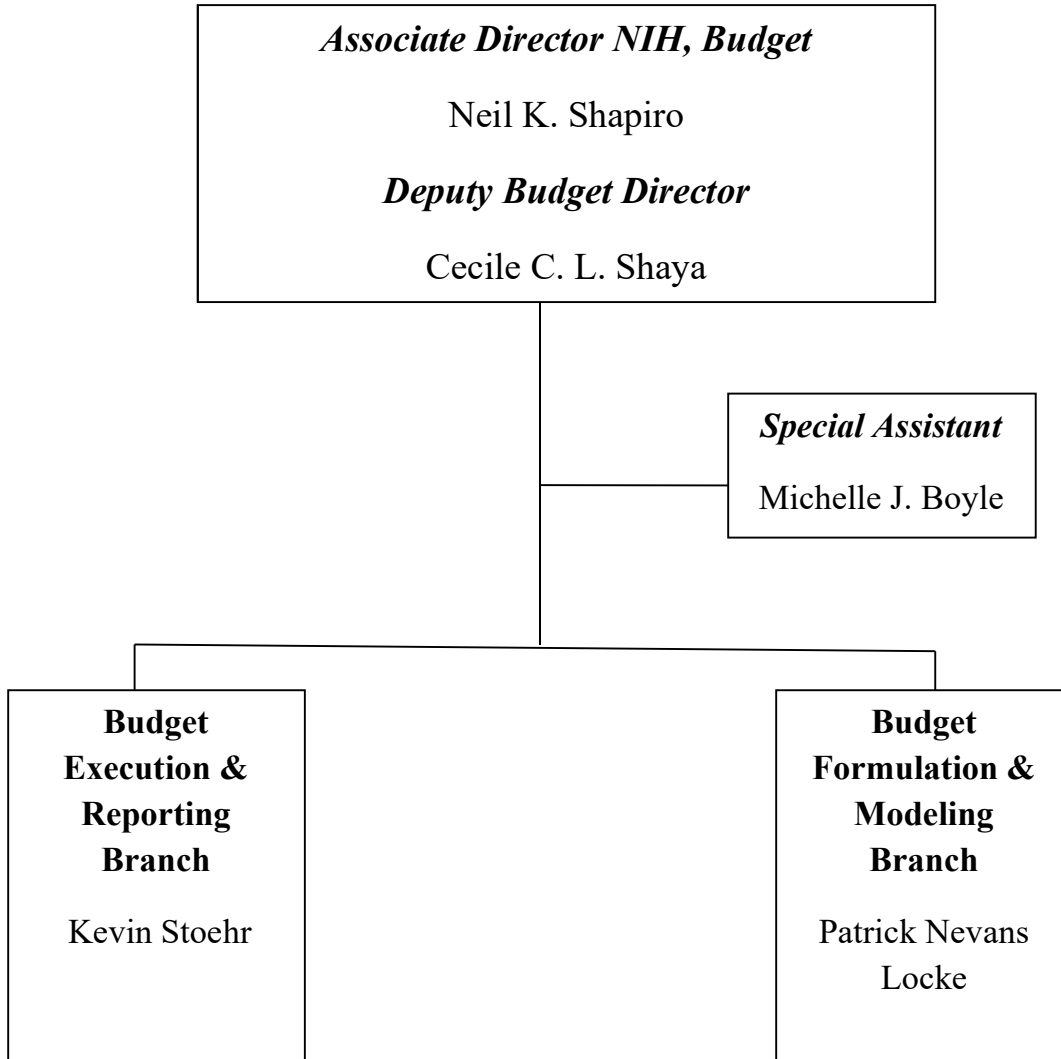 Associate Director NIH, Budget
Neil K. Shapiro
Deputy Budget Director
Cecile C. L. Shaya
Special Assistant
Michelle J. Boyle
Budget
Execution &
Reporting
Branch
Kevin Stoehr
Budget
Formulation &
Modeling
Branch
Patrick Nevans
Locke